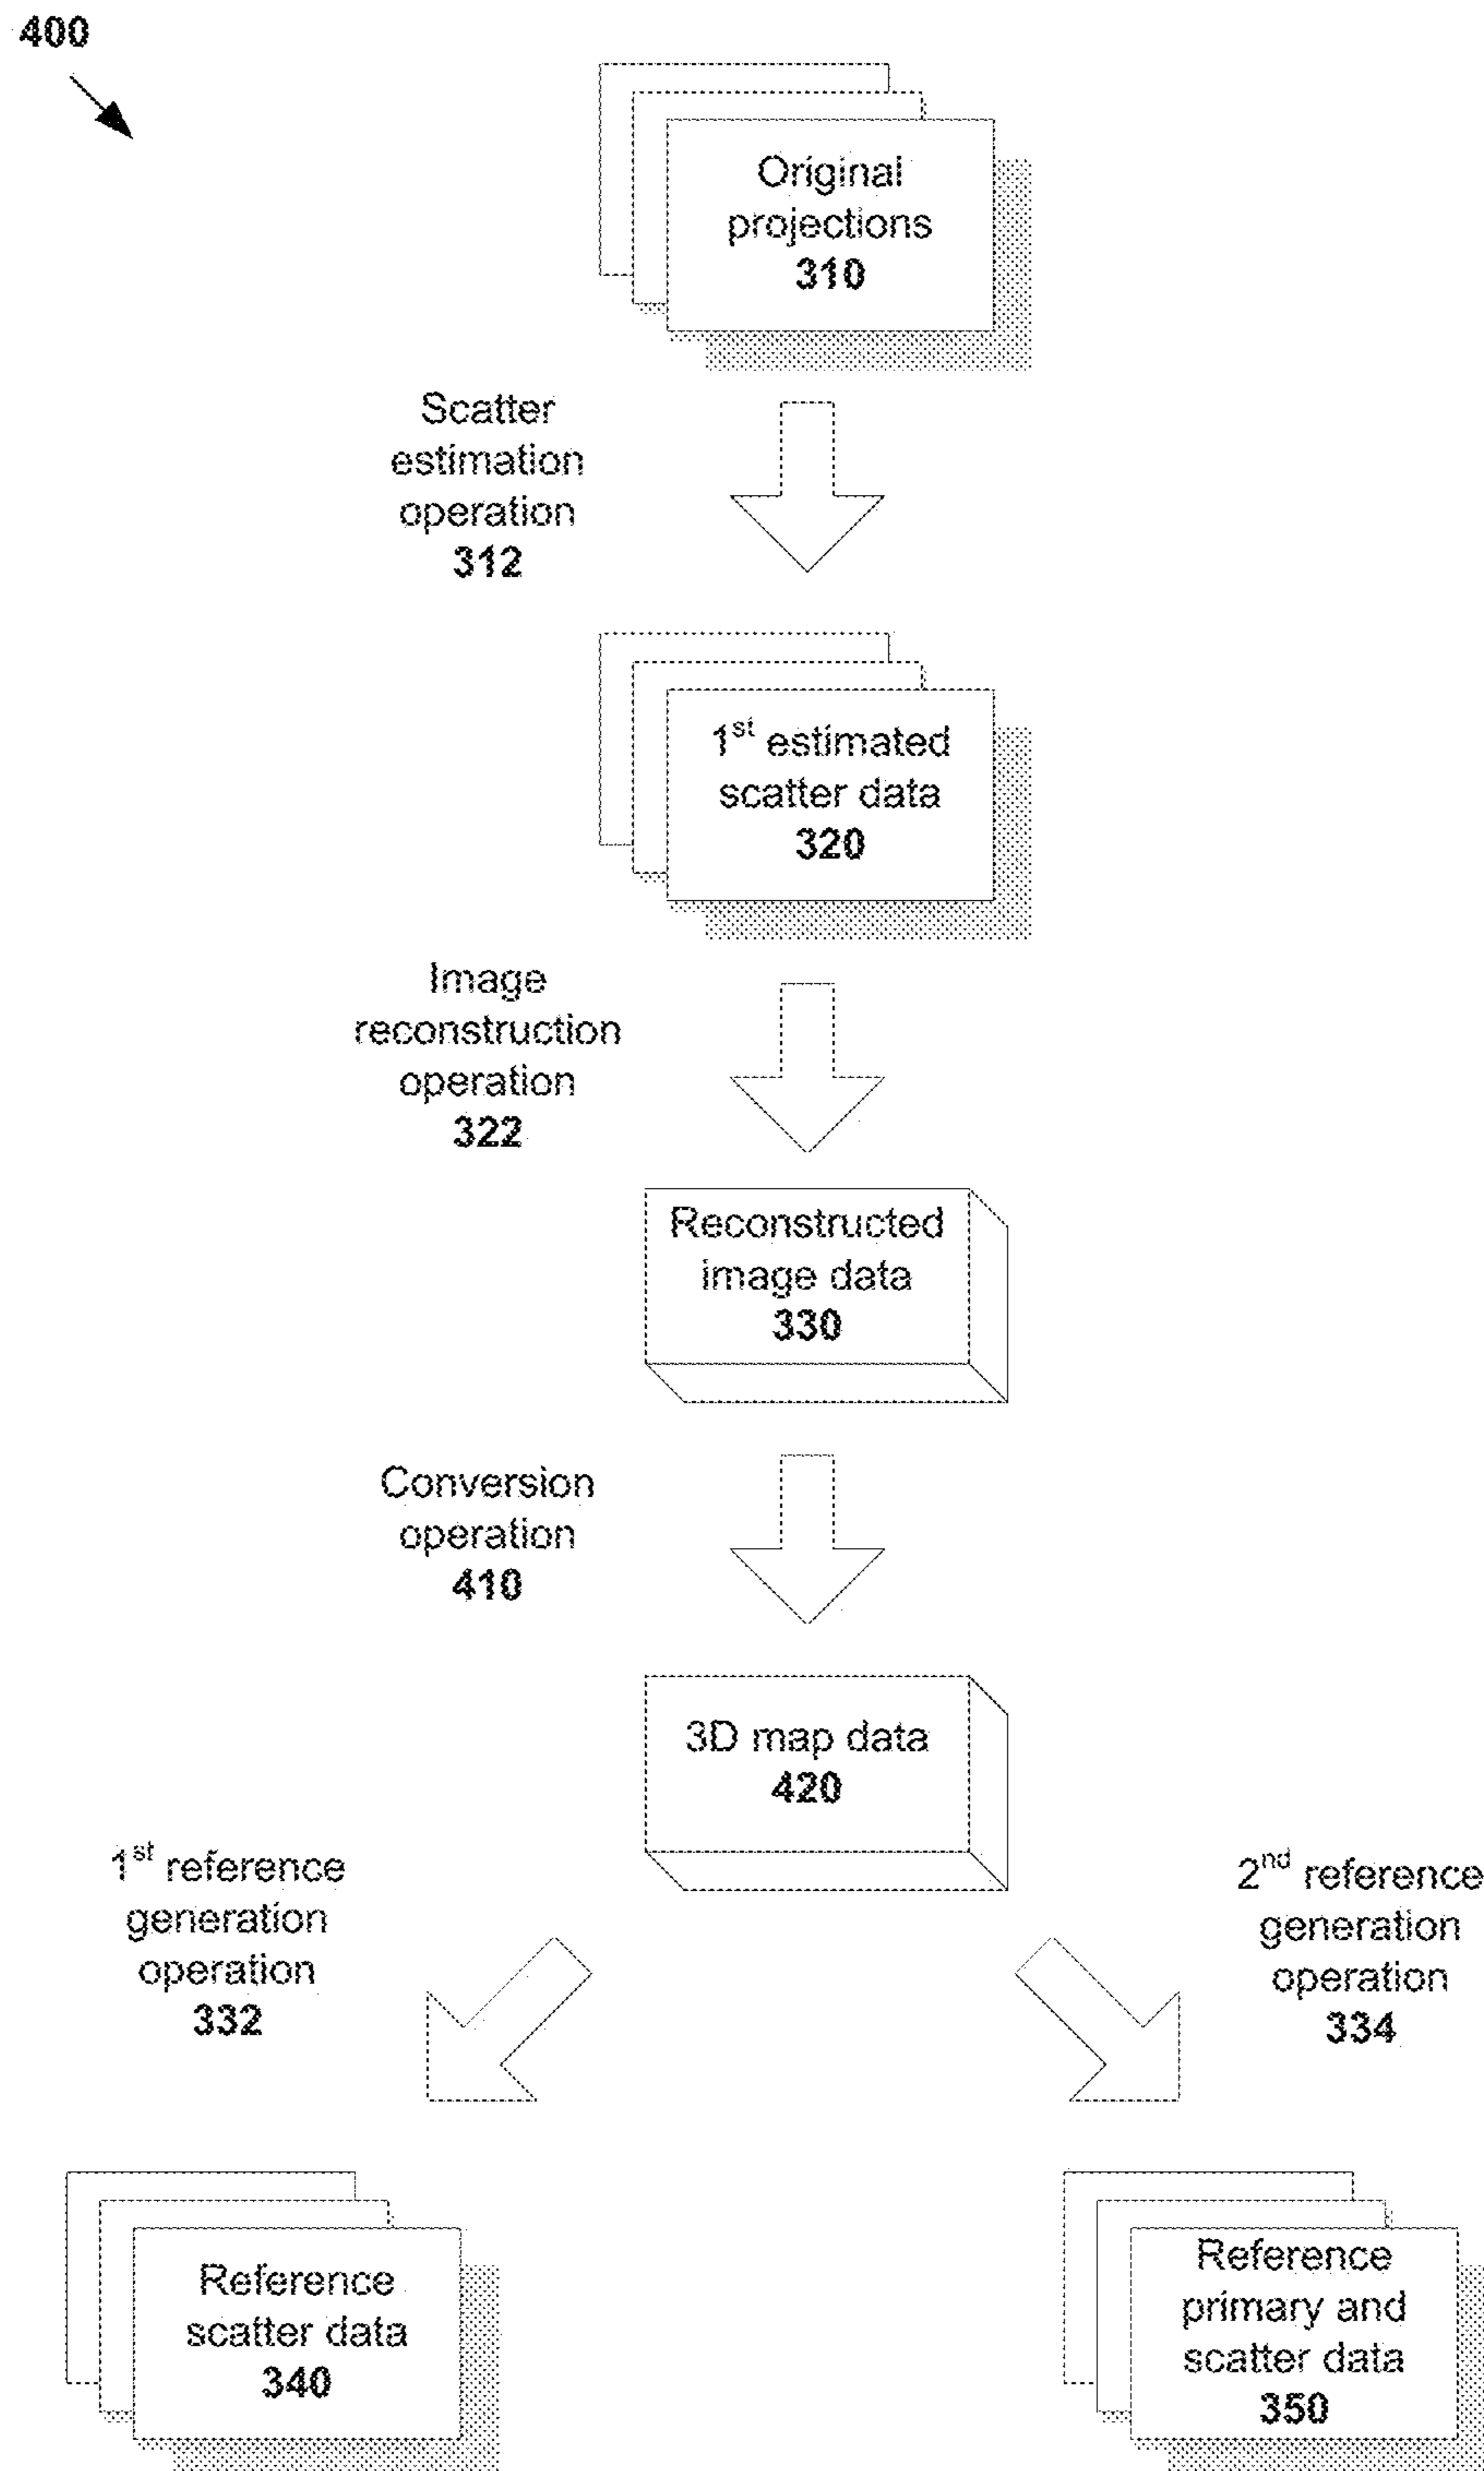 400
Original
projections
310
Scatter
estimation
operation
312
1st estimated
scatter data
320
Image
reconstruction
operation
322
Reconstructed
image data
330
Conversion
operation
410
3D map data
420
1st reference
generation
operation
332
2nd reference
generation
operation
334
Reference
scatter data
340
Reference
primary and
scatter data
350